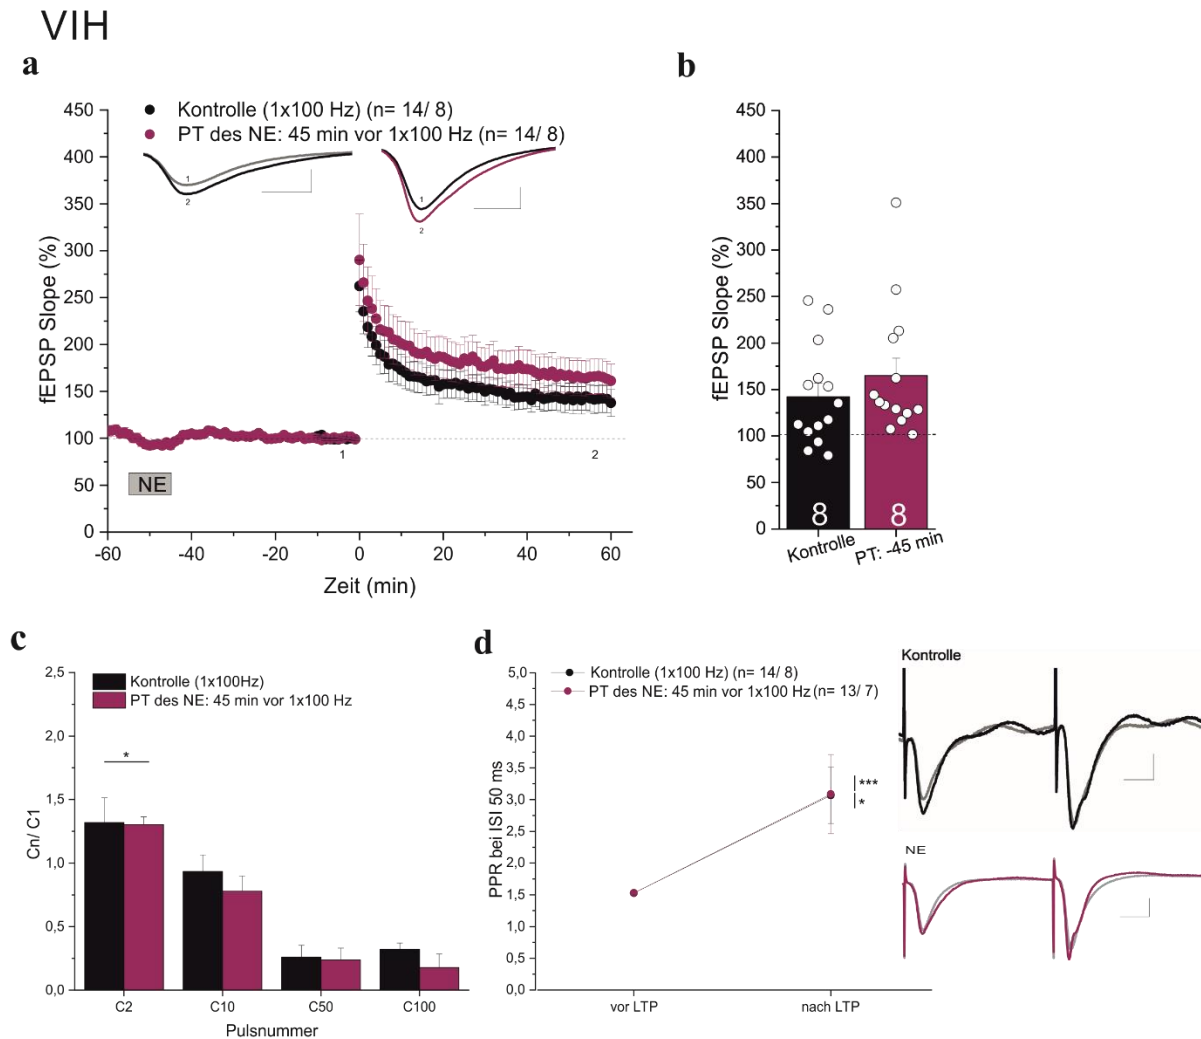 VIH
a
450
400
350
300
250
200
150
100
50
0
fEPSP Slope (%)
Kontrolle (1x100 Hz) (n= 14/ 8)
PT des NE: 45 min vor 1x100 Hz (n= 14/ 8)
1
2
1
2
1
2
NE
-60
-40
-20
0
20
40
60
Zeit (min)
b
450
400
350
300
250
200
150
100
50
0
fEPSP Slope (%)
8
8
Kontrolle
PT: -45 min
c
2,5
2,0
1,5
1,0
0,5
0,0
Cn/ C1
Kontrolle (1x100Hz)
PT des NE: 45 min vor 1x100 Hz
*
C2
C10
C50
C100
Pulsnummer
d
5,0
4,5
4,0
3,5
3,0
2,5
2,0
1,5
1,0
0,5
0,0
PPR bei ISI 50 ms
Kontrolle (1x100 Hz) (n= 14/ 8)
PT des NE: 45 min vor 1x100 Hz (n= 13/ 7)
***
*
vor LTP
nach LTP
Kontrolle
NE